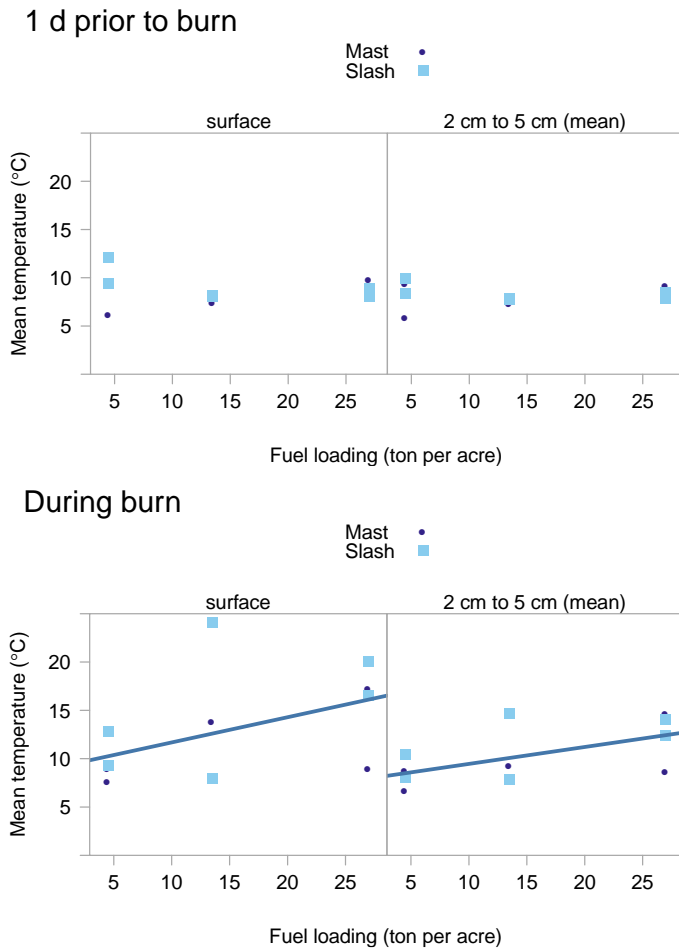 1 d prior to burn
Mast
Slash
surface 2 cm to 5 cm (mean)
Mean temperature (°C)
20
15
10
5
5 10 15 20 25 5 10 15 20 25
Fuel loading (ton per acre)
During burn
Mast
Slash
surface 2 cm to 5 cm (mean)
Mean temperature (°C)
20
15
10
5
5 10 15 20 25 5 10 15 20 25
Fuel loading (ton per acre)